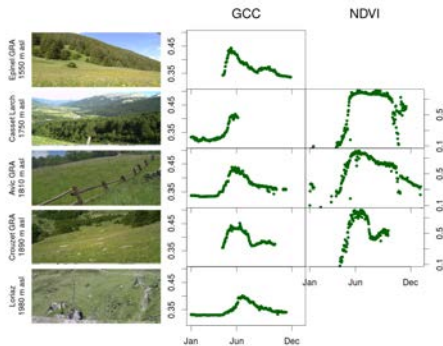 GCC NDVI
Epinel GRA
1550 m asl
0.35 0.45
Casset Larch
1750 m asl
0.35 0.45
0.1 0.5
Avic GRA
1810 m asl
0.35 0.45
0.1 0.5
Crouzet GRA
1890 m asl
0.35 0.45
0.1 0.5
Loriaz
1980 m asl
0.35 0.45
Jan Jun Dec Jan Jun Dec